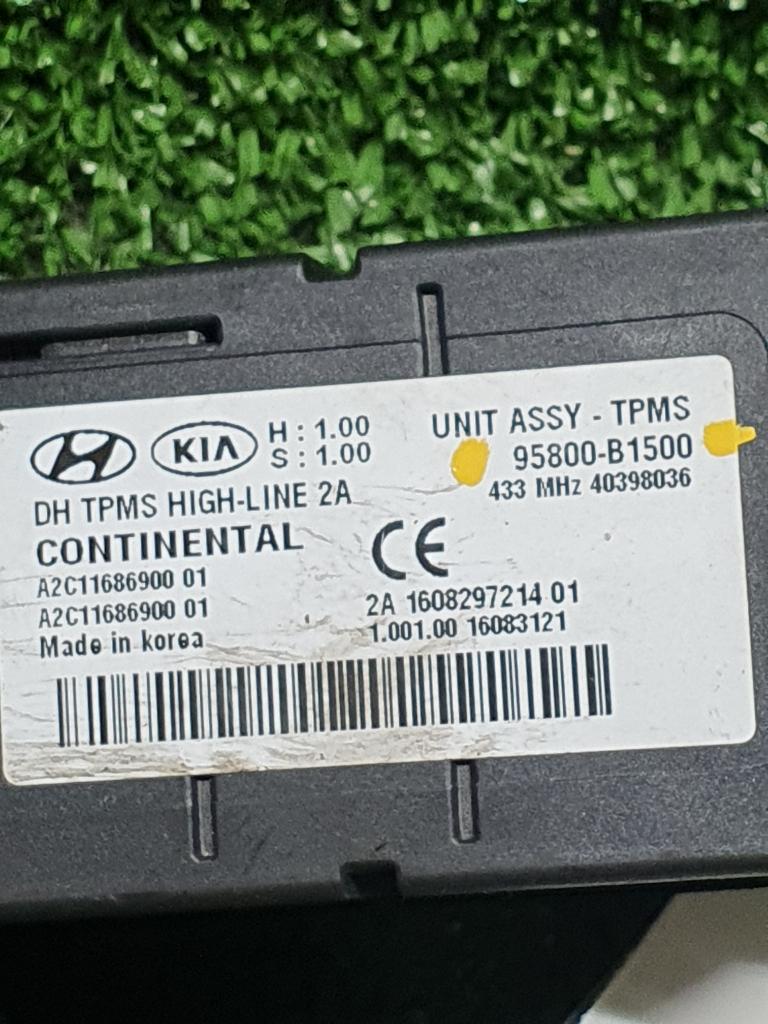 KIA H : 1.00
S : 1.00
UNIT ASSY - TPMS
95800-B1500
433 MHz 40398036
DH TPMS HIGH-LINE 2A
CONTINENTAL
CE
A2C11686900 01
A2C11686900 01
Made in korea
2A 1608297214 01
1.001.00 16083121